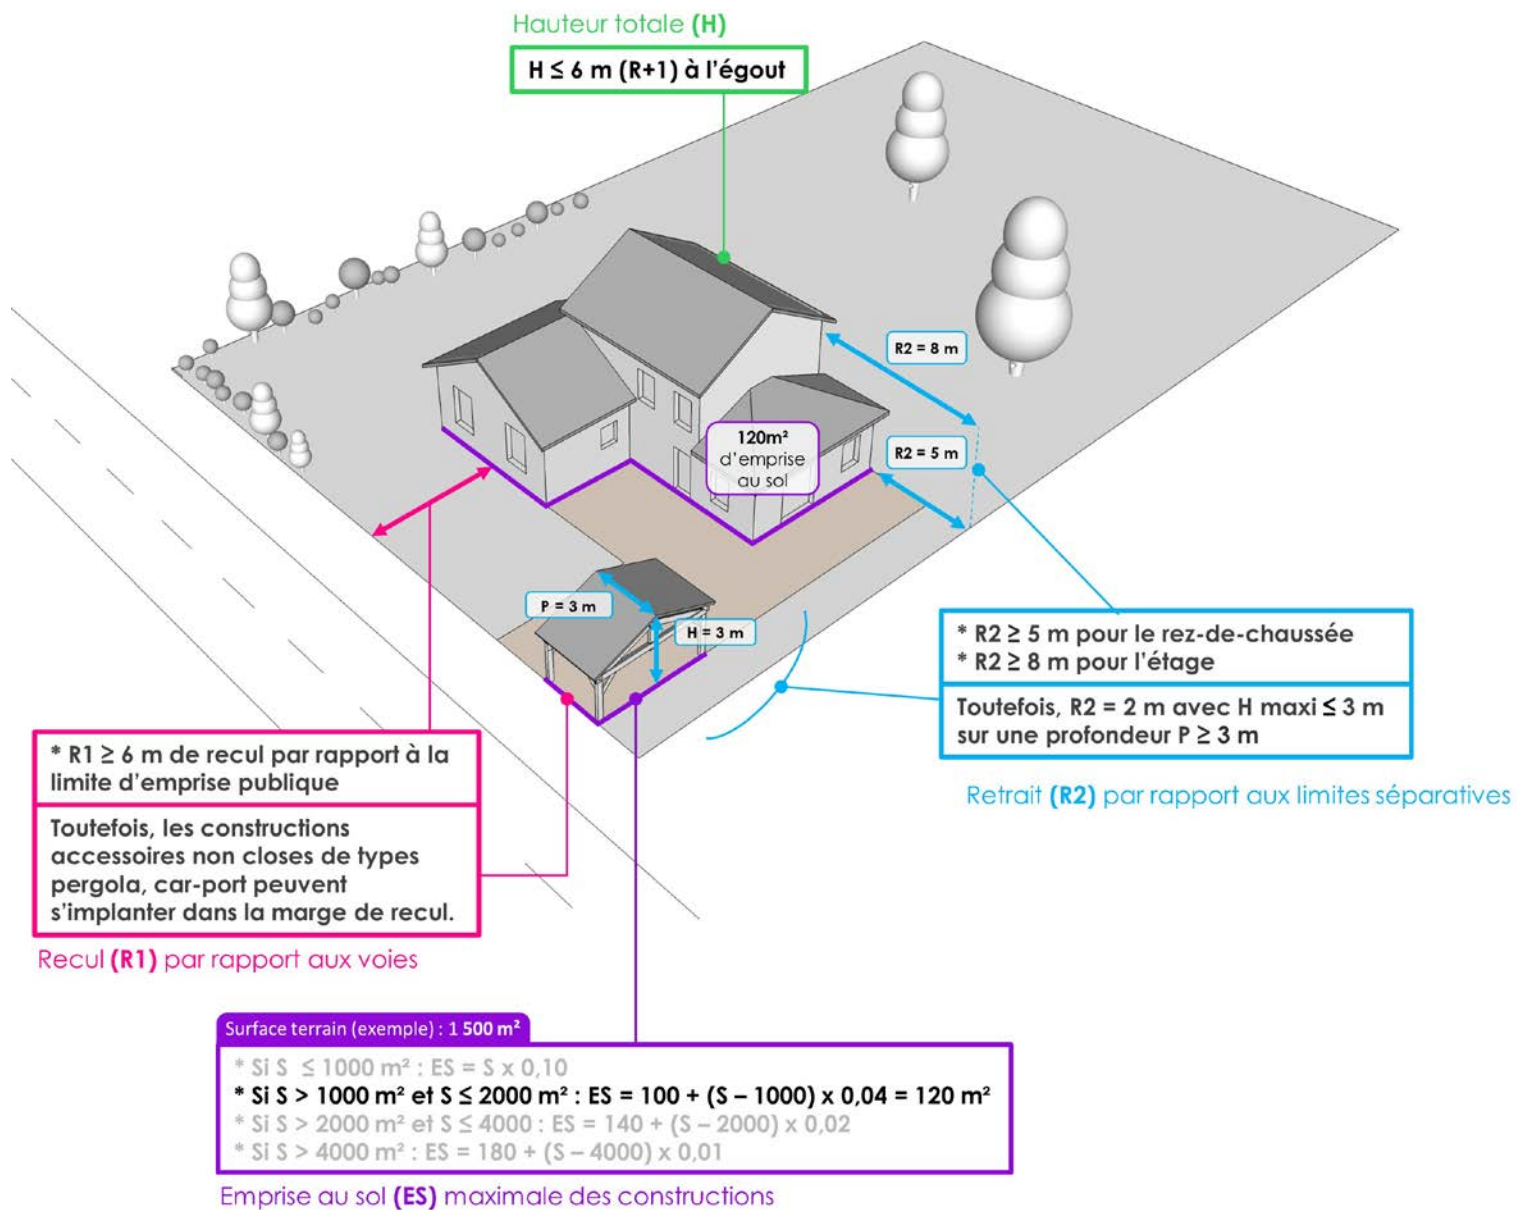 Hauteur totale (H)
H ≤ 6 m (R+1) à l'égout
R2 = 8 m
120m²
d'emprise
au sol
R2 = 5 m
P = 3 m
H = 3 m
* R2 ≥ 5 m pour le rez-de-chaussée
* R2 ≥ 8 m pour l'étage
Toutefois, R2 = 2 m avec H maxi ≤ 3 m
sur une profondeur P ≥ 3 m
Retrait (R2) par rapport aux limites séparatives
* R1 ≥ 6 m de recul par rapport à la
limite d'emprise publique
Toutefois, les constructions
accessoires non closes de types
pergola, car-port peuvent
s'implanter dans la marge de recul.
Recul (R1) par rapport aux voies
Surface terrain (exemple) : 1 500 m²
* Si S ≤ 1000 m² : ES = S x 0,10
* Si S > 1000 m² et S ≤ 2000 m² : ES = 100 + (S – 1000) x 0,04 = 120 m²
* Si S > 2000 m² et S ≤ 4000 : ES = 140 + (S – 2000) x 0,02
* Si S > 4000 m² : ES = 180 + (S – 4000) x 0,01
Emprise au sol (ES) maximale des constructions